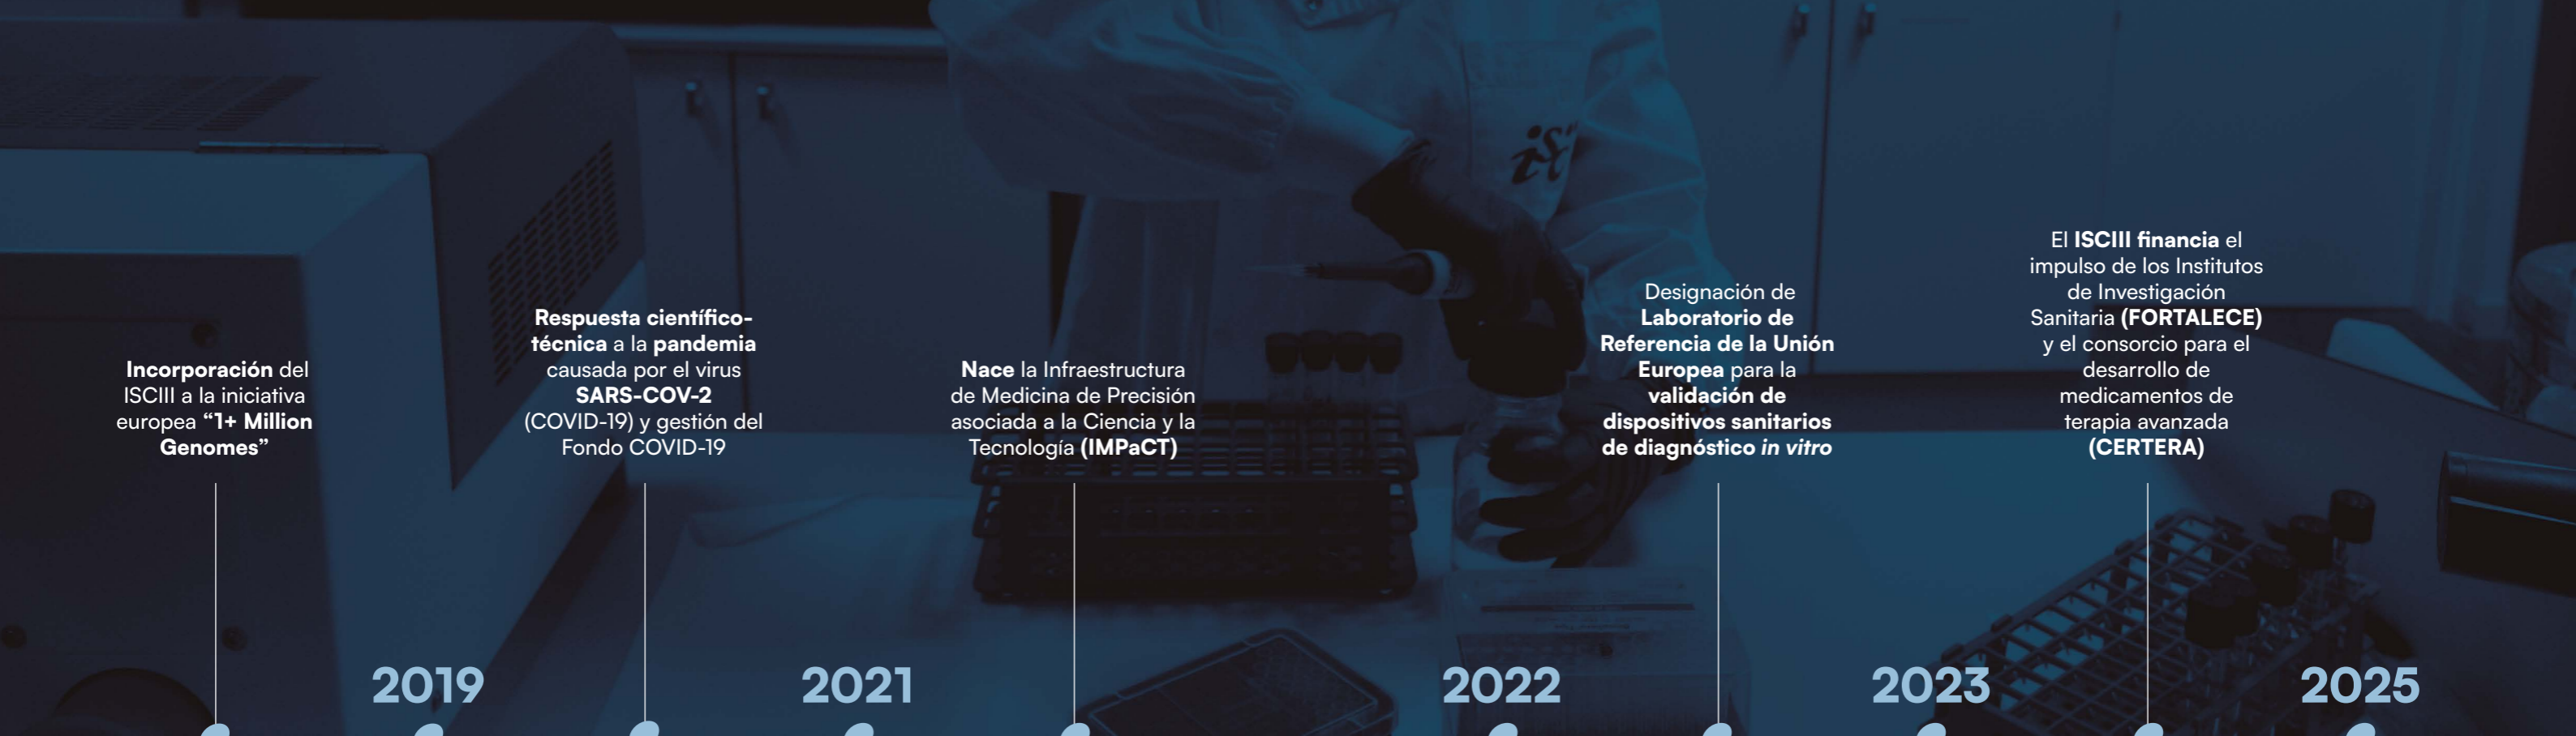 Incorporación del
ISCIII a la iniciativa
europea “1+ Million
Genomes”
2019
Respuesta científico-
técnica a la pandemia
causada por el virus
SARS-COV-2
(COVID-19) y gestión del
Fondo COVID-19
2021
Nace la Infraestructura
de Medicina de Precisión
asociada a la Ciencia y la
Tecnología (IMPaCT)
2022
Designación de
Laboratorio de
Referencia de la Unión
Europea para la
validación de
dispositivos sanitarios
de diagnóstico in vitro
2023
El ISCIII financia el
impulso de los Institutos
de Investigación
Sanitaria (FORTALECE)
y el consorcio para el
desarrollo de
medicamentos de
terapia avanzada
(CERTERA)
2025